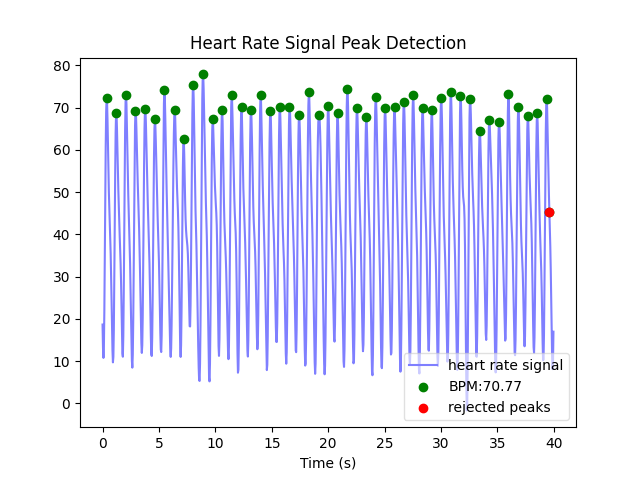 Heart Rate Signal Peak Detection
80
70
60
50
40
30
20
10
0
heart rate signal
BPM:70.77
rejected peaks
0 5 10 15 20 25 30 35 40
Time (s)